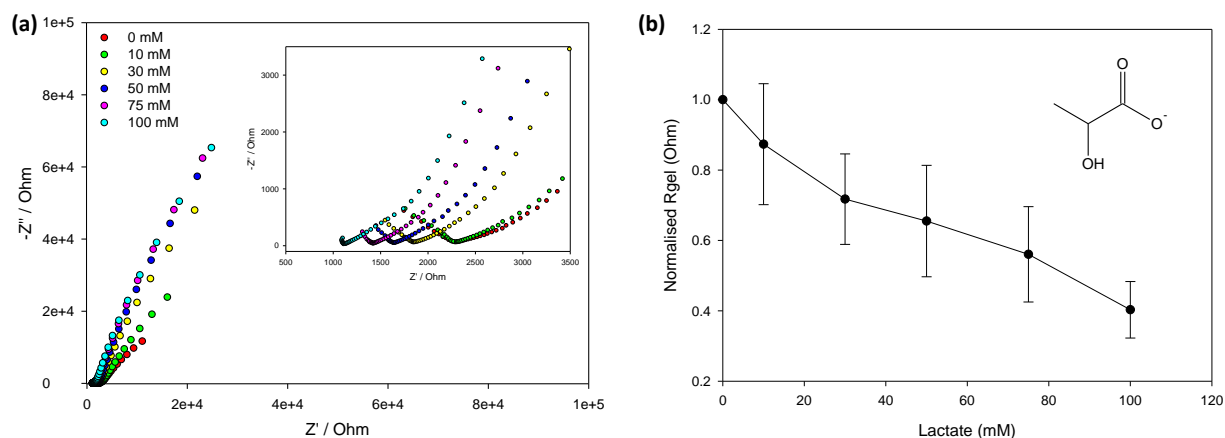 (a)
1e+5
8e+4
6e+4
4e+4
2e+4
0
-Z'' / Ohm
0 mM
10 mM
30 mM
50 mM
75 mM
100 mM
3000
2000
1000
0
-Z'' / Ohm
500 1000 1500 2000 2500 3000 3500
Z' / Ohm
0 2e+4 4e+4 6e+4 8e+4 1e+5
Z' / Ohm
(b)
1.2
1.0
0.8
0.6
0.4
0.2
Normalised Rgel (Ohm)
O
O-
OH
0 20 40 60 80 100 120
Lactate (mM)